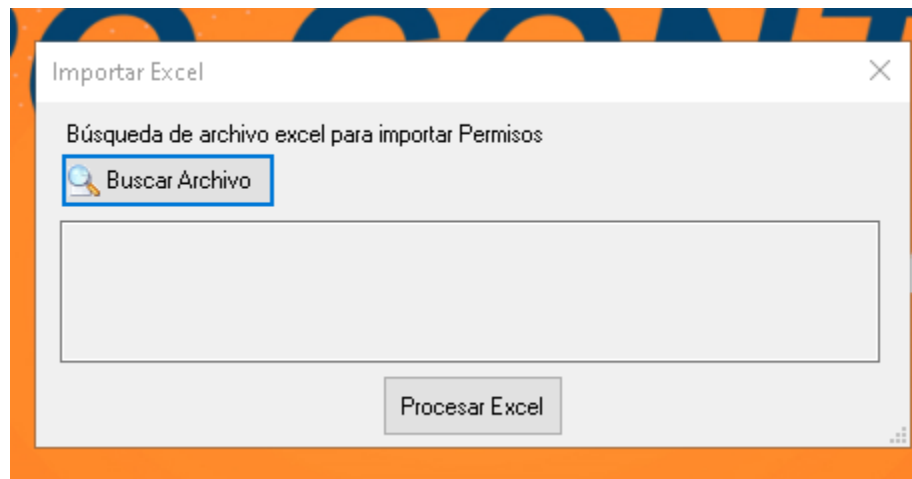 Importar Excel
Búsqueda de archivo excel para importar Permisos
Buscar Archivo
Procesar Excel